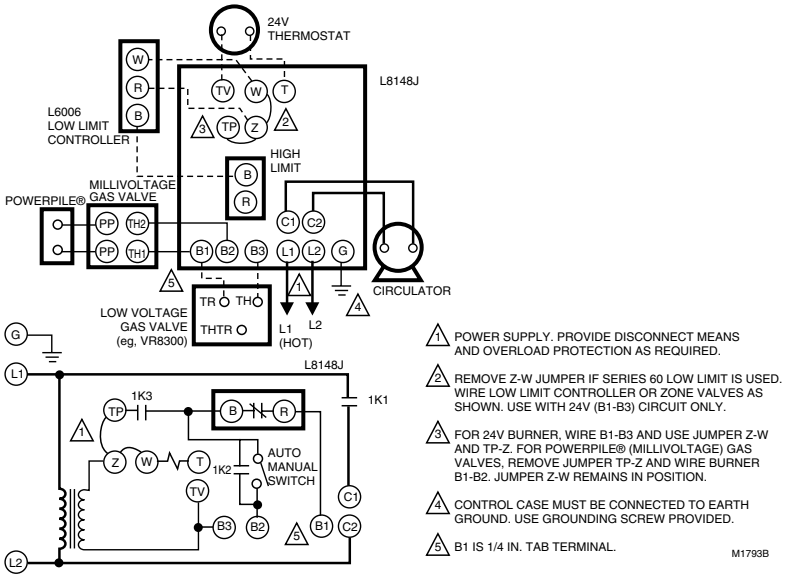 24V
THERMOSTAT
L8148J
W
R
B
L6006
LOW LIMIT
CONTROLLER
TV
W
T
3
TP
Z
2
HIGH
LIMIT
B
R
MILLIVOLTAGE
GAS VALVE
POWERPILE®
PP
TH2
PP
TH1
C1
C2
B1
B2
B3
L1
L2
G
CIRCULATOR
5
1
4
LOW VOLTAGE
GAS VALVE
(eg, VR8300)
TR
TH
THTR
L1
(HOT)
L2
G
L1
L8148J
1K3
TP
B
R
1K1
1
Z
W
T
1K2
AUTO
MANUAL
SWITCH
TV
C1
B3
B2
5
B1
C2
L2
1 POWER SUPPLY. PROVIDE DISCONNECT MEANS
AND OVERLOAD PROTECTION AS REQUIRED.
2 REMOVE Z-W JUMPER IF SERIES 60 LOW LIMIT IS USED.
WIRE LOW LIMIT CONTROLLER OR ZONE VALVES AS
SHOWN. USE WITH 24V (B1-B3) CIRCUIT ONLY.
3 FOR 24V BURNER, WIRE B1-B3 AND USE JUMPER Z-W
AND TP-Z. FOR POWERPILE® (MILLIVOLTAGE) GAS
VALVES, REMOVE JUMPER TP-Z AND WIRE BURNER
B1-B2. JUMPER Z-W REMAINS IN POSITION.
4 CONTROL CASE MUST BE CONNECTED TO EARTH
GROUND. USE GROUNDING SCREW PROVIDED.
5 B1 IS 1/4 IN. TAB TERMINAL.
M1793B